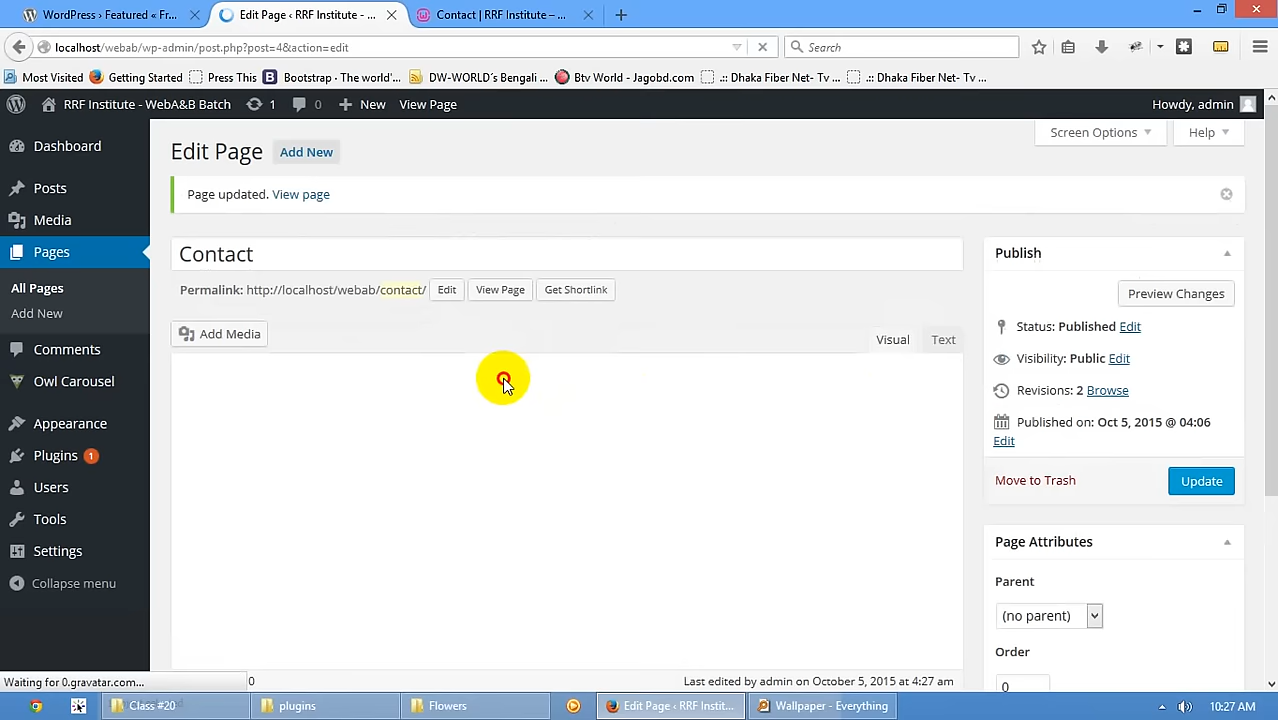 WordPress › Featured « Fr...
Edit Page ‹ RRF Institute - ...
Contact | RRF Institute – ...
localhost/webab/wp-admin/post.php?post=4&action=edit
Search
Most Visited
Getting Started
Press This
Bootstrap · The world'...
DW-WORLD's Bengali ...
Btv World - Jagobd.com
.:: Dhaka Fiber Net- Tv ...
.:: Dhaka Fiber Net- Tv ...
RRF Institute - WebA&B Batch
1
0
New
View Page
Howdy, admin
Screen Options
Help
Dashboard
Posts
Media
Pages
All Pages
Add New
Comments
Owl Carousel
Appearance
Plugins 1
Users
Tools
Settings
Collapse menu
Edit Page
Add New
Page updated. View page
Contact
Permalink: http://localhost/webab/contact/
Edit
View Page
Get Shortlink
Add Media
Visual
Text
Publish
Preview Changes
Status: Published Edit
Visibility: Public Edit
Revisions: 2 Browse
Published on: Oct 5, 2015 @ 04:06
Edit
Move to Trash
Update
Page Attributes
Parent
(no parent)
Order
0
Waiting for 0.gravatar.com...
0
Last edited by admin on October 5, 2015 at 4:27 am
Class #20
plugins
Flowers
Edit Page ‹ RRF Instit...
Wallpaper - Everything
10:27 AM